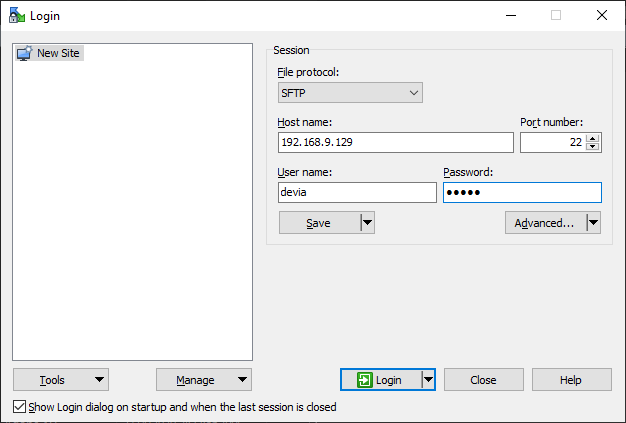 Login
New Site
Session
File protocol:
SFTP
Host name:
Port number:
192.168.9.129
22
User name:
Password:
devia
●●●●●
Save
Advanced...
Tools
Manage
Login
Close
Help
Show Login dialog on startup and when the last session is closed